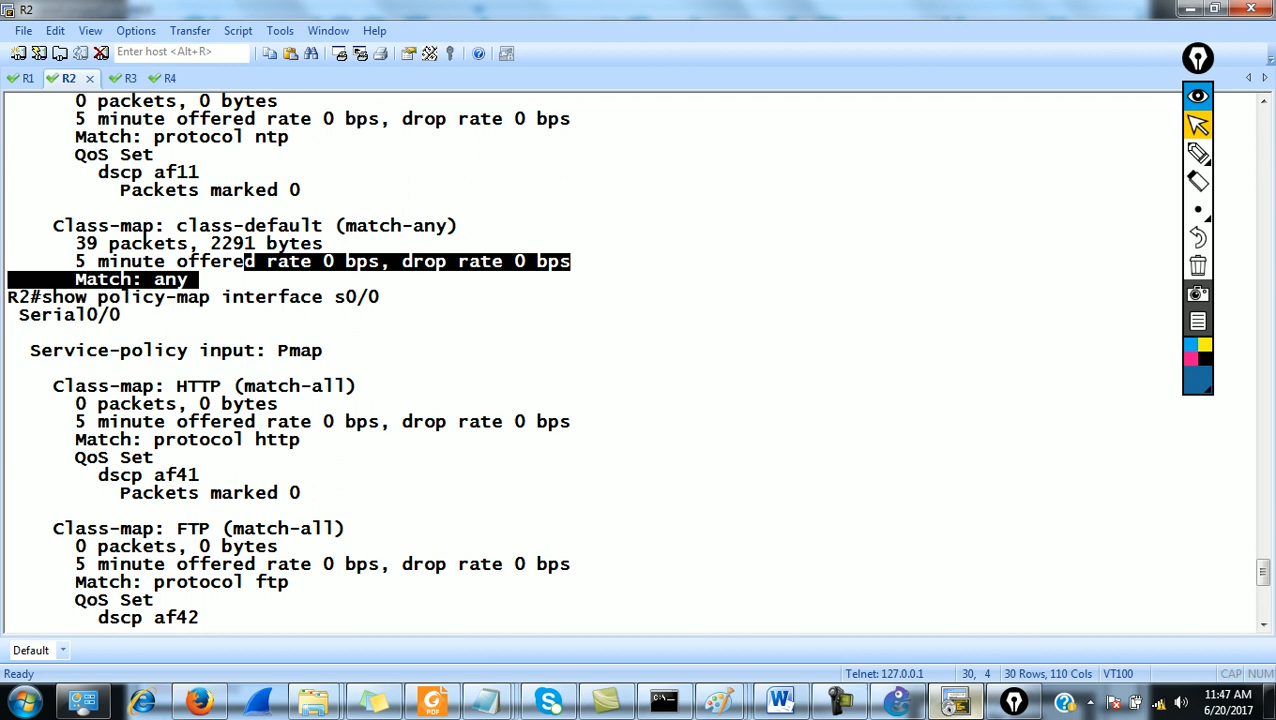 R2
File Edit View Options Transfer Script Tools Window Help
Enter host <Alt+R>
R1 R2 R3 R4
0 packets, 0 bytes
5 minute offered rate 0 bps, drop rate 0 bps
Match: protocol ntp
QoS Set
dscp af11
Packets marked 0
Class-map: class-default (match-any)
39 packets, 2291 bytes
5 minute offered rate 0 bps, drop rate 0 bps
Match: any
R2#show policy-map interface s0/0
Serial0/0
Service-policy input: Pmap
Class-map: HTTP (match-all)
0 packets, 0 bytes
5 minute offered rate 0 bps, drop rate 0 bps
Match: protocol http
QoS Set
dscp af41
Packets marked 0
Class-map: FTP (match-all)
0 packets, 0 bytes
5 minute offered rate 0 bps, drop rate 0 bps
Match: protocol ftp
QoS Set
dscp af42
Default
Ready Telnet: 127.0.0.1 30, 4 30 Rows, 110 Cols VT100 CAP NUM
11:47 AM
6/20/2017